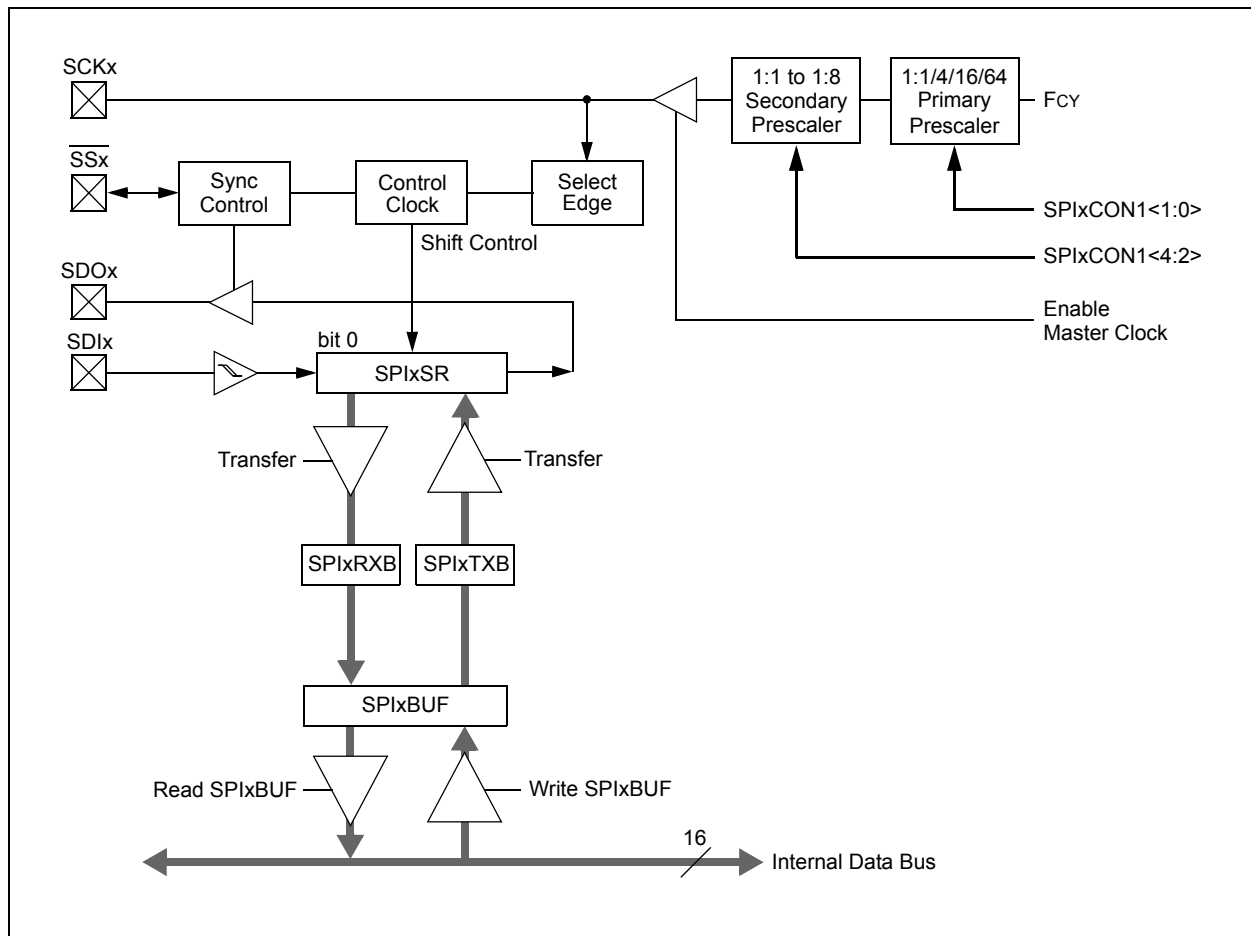 SCKx
1:1 to 1:8
Secondary
Prescaler
1:1/4/16/64
Primary
Prescaler
FCY
SSx
Sync
Control
Control
Clock
Select
Edge
SPIxCON1<1:0>
Shift Control
SPIxCON1<4:2>
SDOx
Enable
Master Clock
SDIx
bit 0
SPIxSR
Transfer
Transfer
SPIxRXB
SPIxTXB
SPIxBUF
Read SPIxBUF
Write SPIxBUF
16
Internal Data Bus